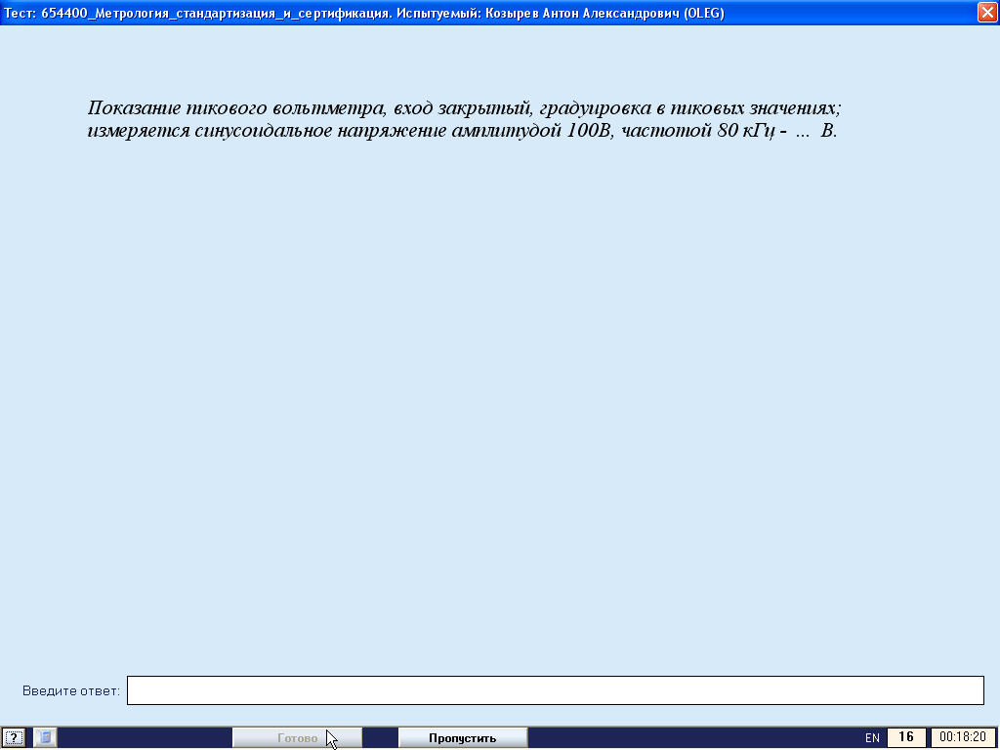 Тест: 654400_Метрология_стандартизация_и_сертификация. Испытуемый: Козырев Антон Александрович (OLEG)
Показание пикового вольтметра, вход закрытый, градуировка в пиковых значениях;
измеряется синусоидальное напряжение амплитудой 100В, частотой 80 кГц - ... В.
Введите ответ:
? Готово Пропустить EN 16 00:18:20